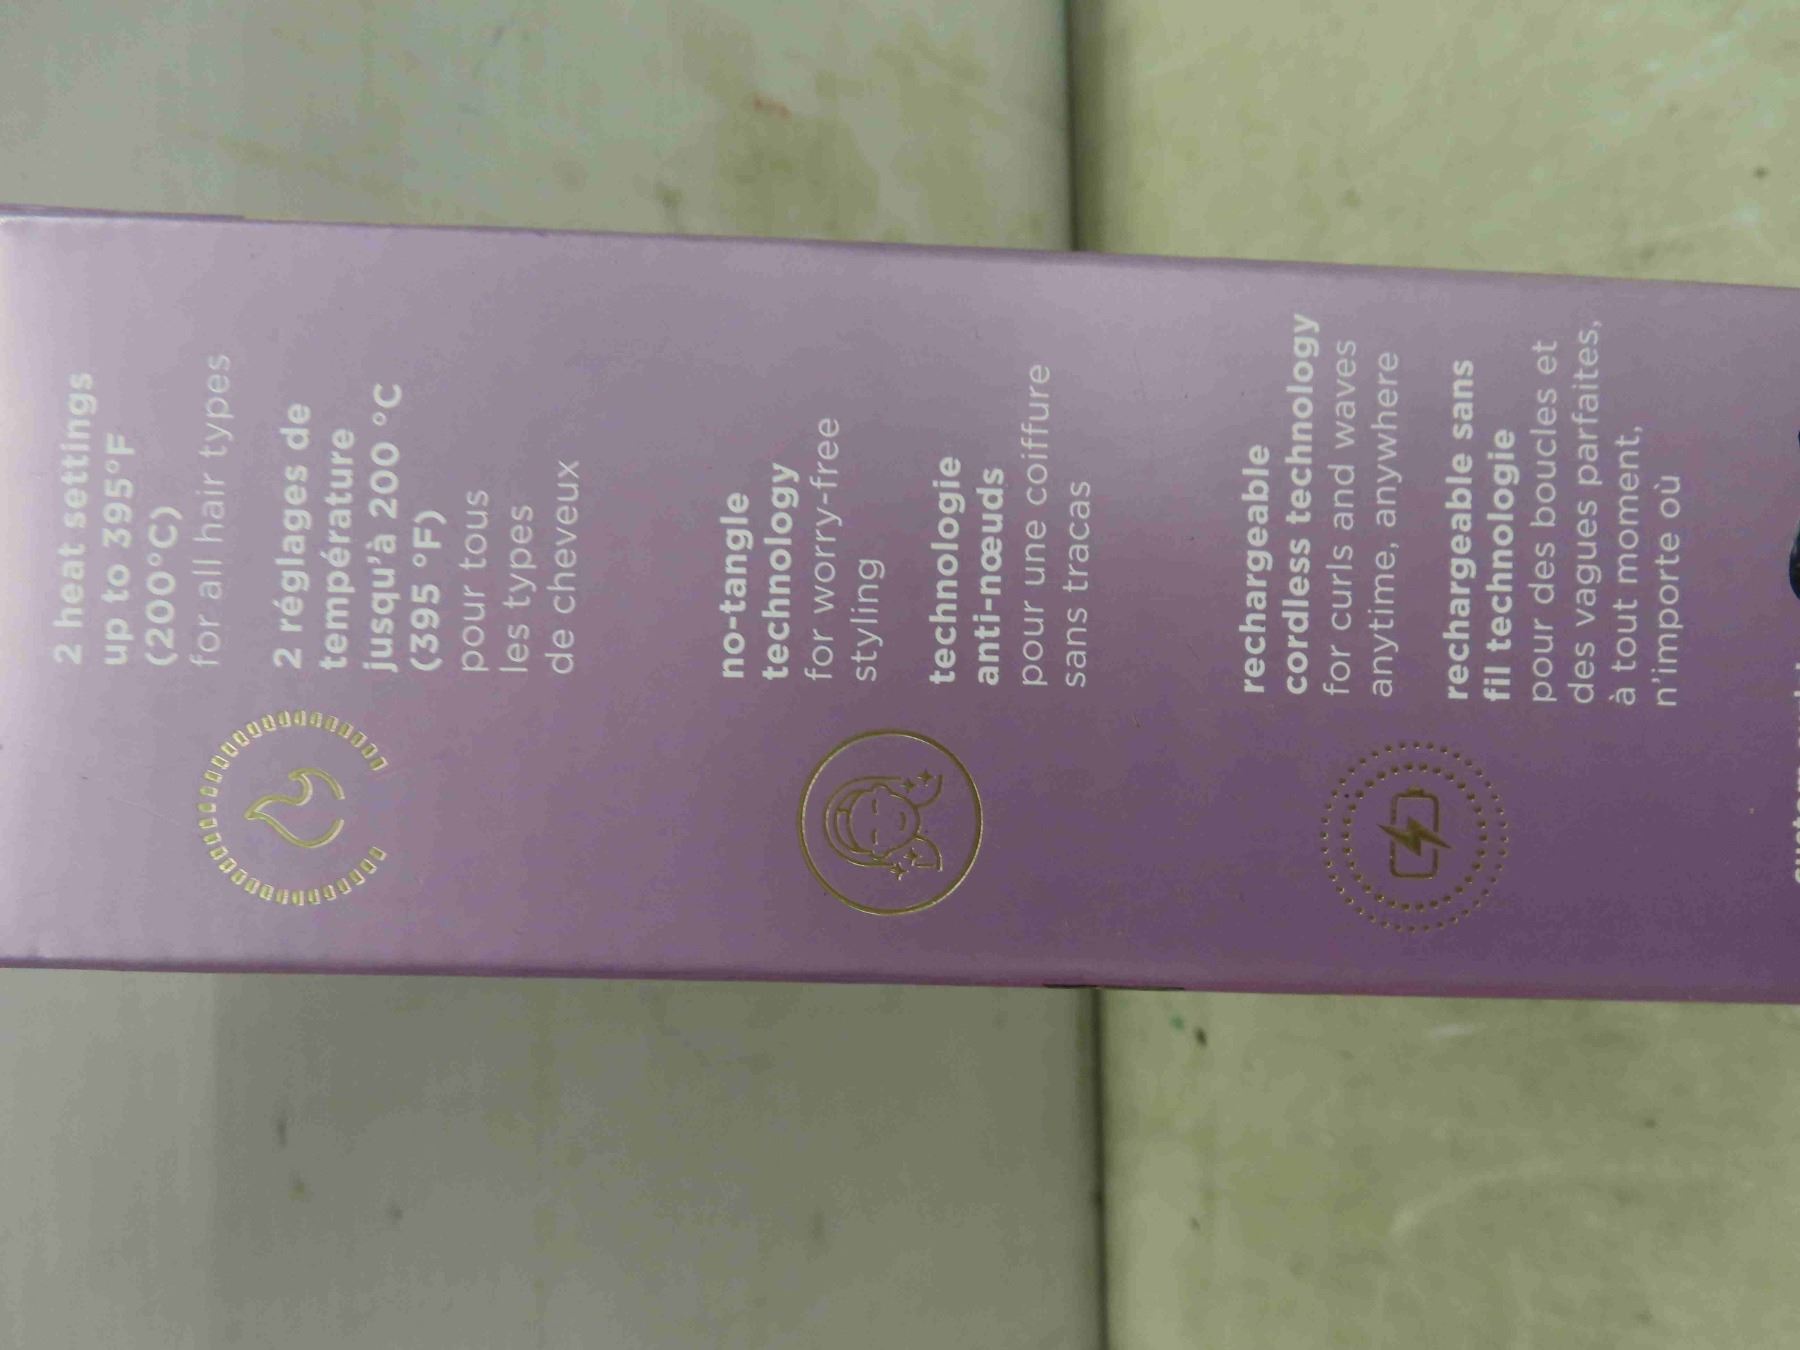 2 heat settings
up to 395°F
(200°C)
for all hair types
2 réglages de
température
jusqu'à 200 °C
(395 °F)
pour tous
les types
de cheveux
no-tangle
technology
for worry-free
styling
technologie
anti-nœuds
pour une coiffure
sans tracas
rechargeable
cordless technology
for curls and waves
anytime, anywhere
rechargeable sans
fil technologie
pour des boucles et
des vagues parfaites,
à tout moment,
n'importe où